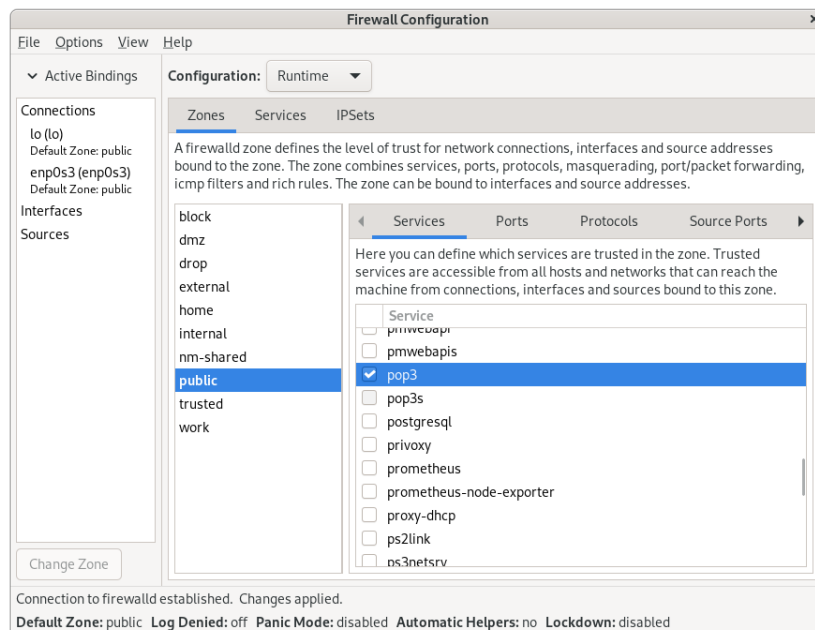 Firewall Configuration
File Options View Help
Active Bindings
Configuration: Runtime
Connections
lo (lo)
Default Zone: public
enp0s3 (enp0s3)
Default Zone: public
Interfaces
Sources
Change Zone
Zones Services IPSets
A firewalld zone defines the level of trust for network connections, interfaces and source addresses
bound to the zone. The zone combines services, ports, protocols, masquerading, port/packet forwarding,
icmp filters and rich rules. The zone can be bound to interfaces and source addresses.
block
dmz
drop
external
home
internal
nm-shared
public
trusted
work
Services Ports Protocols Source Ports
Here you can define which services are trusted in the zone. Trusted
services are accessible from all hosts and networks that can reach the
machine from connections, interfaces and sources bound to this zone.
Service
pmwebapi
pmwebapis
pop3
pop3s
postgresql
privoxy
prometheus
prometheus-node-exporter
proxy-dhcp
ps2link
ps3netsrv
Connection to firewalld established. Changes applied.
Default Zone: public Log Denied: off Panic Mode: disabled Automatic Helpers: no Lockdown: disabled